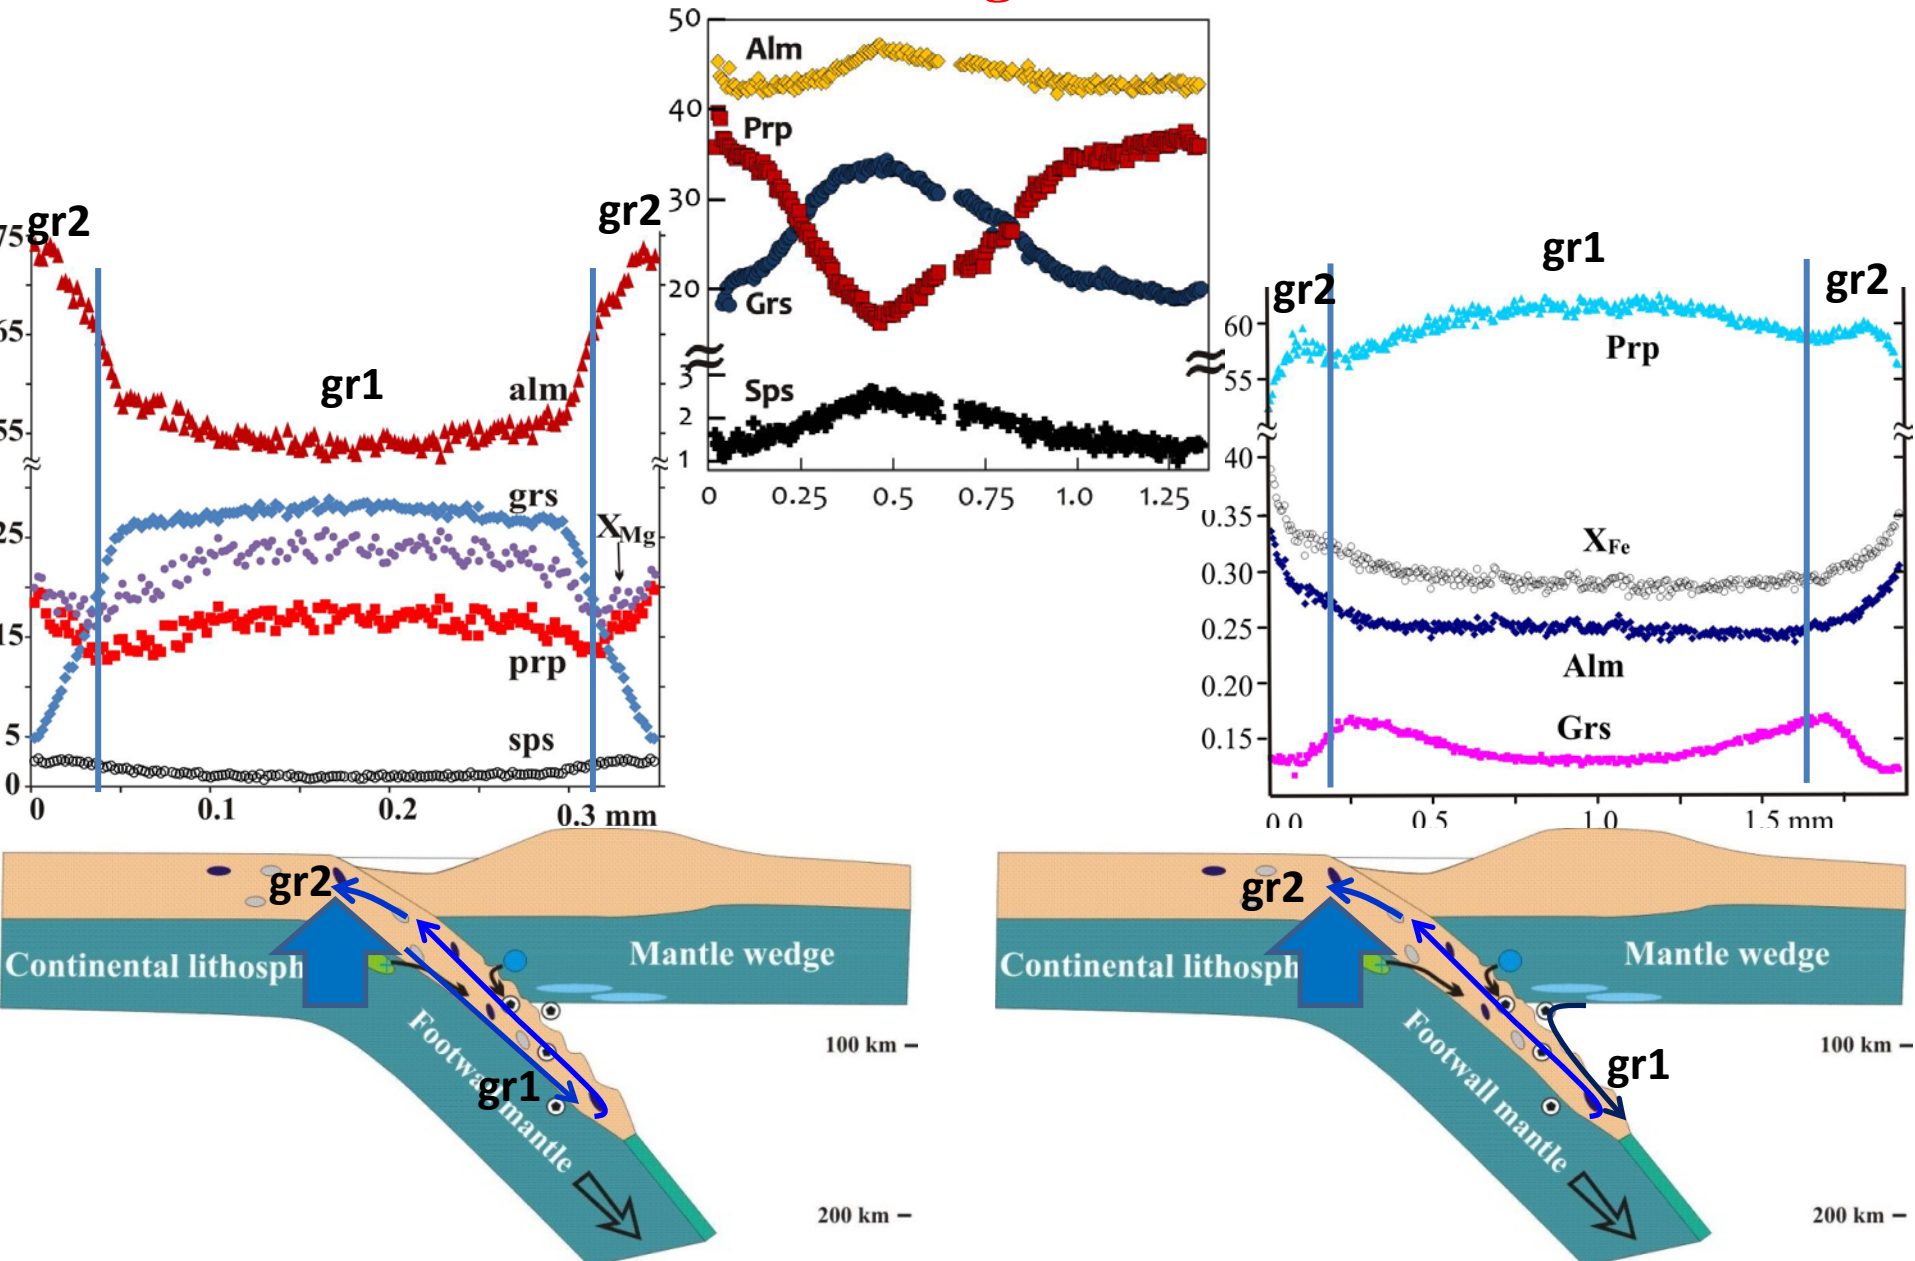 50
Alm
40
Prp
30
20
Grs
3
Sps
2
1
0 0.25 0.5 0.75 1.0 1.25
gr2
gr2
75
65
gr1
alm
55
grs
25
XMg
15
prp
5
sps
0
0 0.1 0.2 0.3 mm
gr1
gr2
gr2
60
Prp
55
40
0.35
XFe
0.30
0.25
Alm
0.20
Grs
0.15
0.0 0.5 1.0 1.5 mm
gr2
Continental lithosph
Mantle wedge
Footwall mantle
gr1
100 km
200 km
gr2
Continental lithosph
Mantle wedge
Footwall mantle
gr1
100 km
200 km